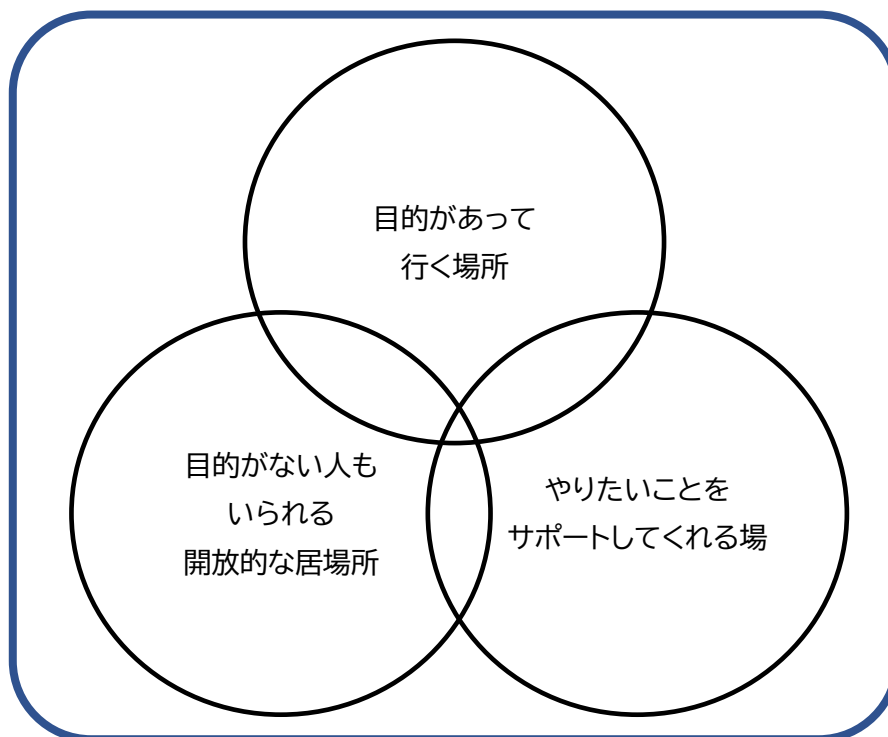 目的があって
行く場所
目的がない人も
いられる
開放的な居場所
やりたいことを
サポートしてくれる場